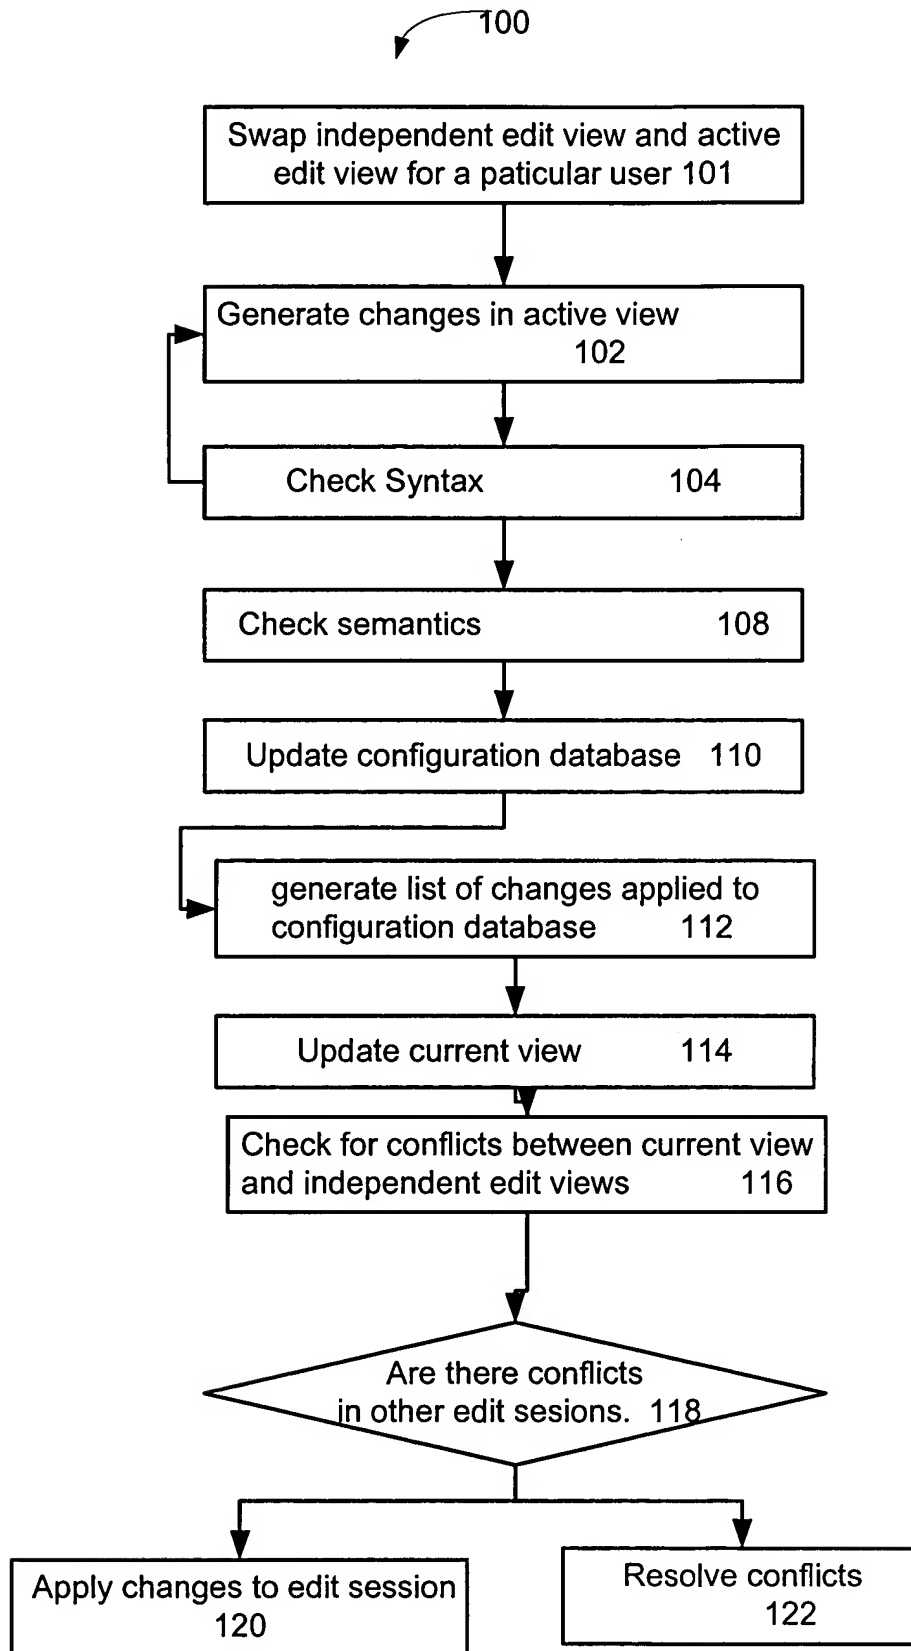 100
Swap independent edit view and active
edit view for a paticular user 101
Generate changes in active view
102
Check Syntax 104
Check semantics 108
Update configuration database 110
generate list of changes applied to
configuration database 112
Update current view 114
Check for conflicts between current view
and independent edit views 116
Are there conflicts
in other edit sesions. 118
Apply changes to edit session
120
Resolve conflicts
122